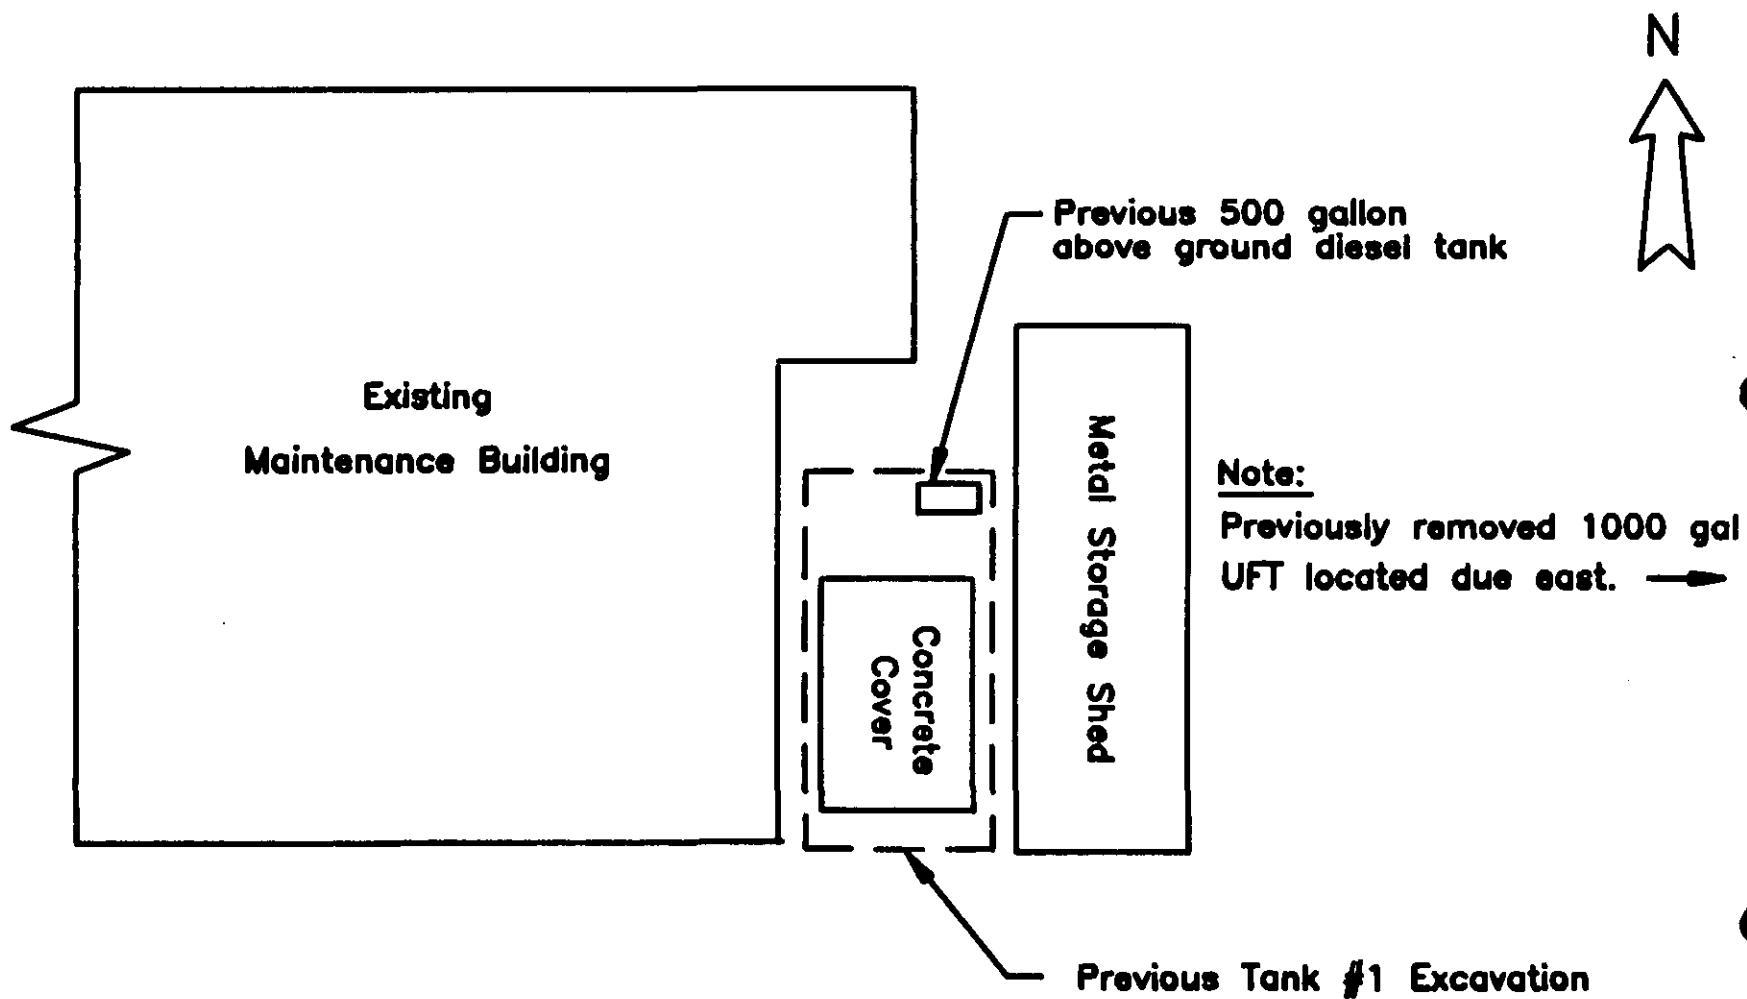 N
Previous 500 gallon
above ground diesel tank
Existing
Maintenance Building
Metal Storage Shed
Note:
Previously removed 1000 gal
UFT located due east.
Concrete
Cover
Previous Tank #1 Excavation